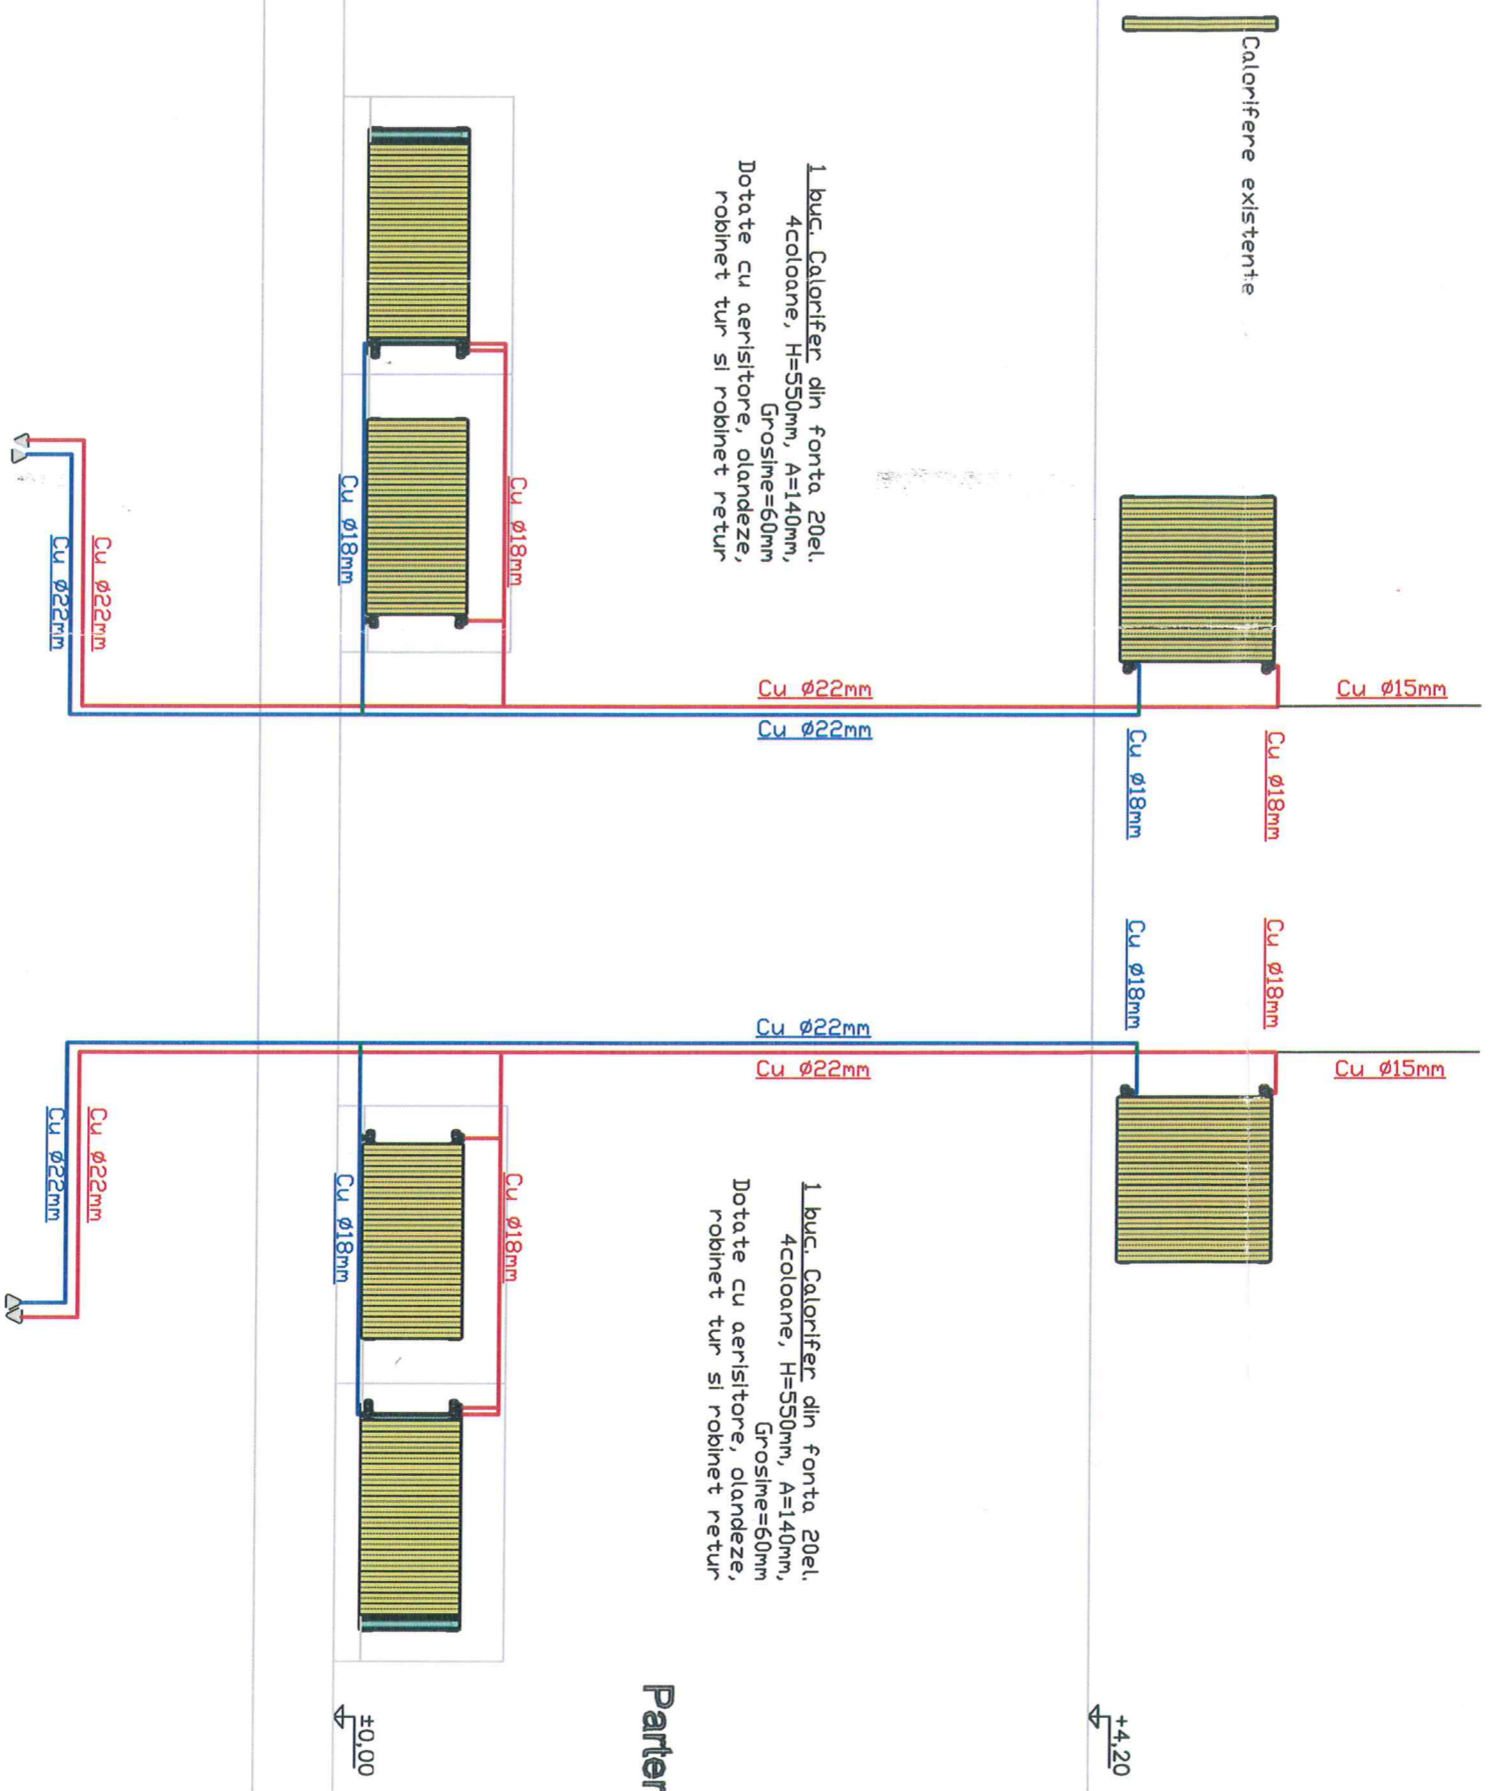 Calorifere existente
Cu Ø15mm
Cu Ø15mm
Cu Ø18mm
Cu Ø18mm
Cu Ø18mm
Cu Ø18mm
+4,20
1 buc. Calorifer din fonta 20el.
4coloane, H=550mm, A=140mm,
Grosime=60mm
Dotate cu aerisitore, olandeze,
robinet tur si robinet retur
Cu Ø22mm
Cu Ø22mm
Cu Ø22mm
Cu Ø22mm
1 buc. Calorifer din fonta 20el.
4coloane, H=550mm, A=140mm,
Grosime=60mm
Dotate cu aerisitore, olandeze,
robinet tur si robinet retur
Parter
Cu Ø18mm
Cu Ø18mm
Cu Ø18mm
Cu Ø18mm
±0,00
Cu Ø22mm
Cu Ø22mm
Cu Ø22mm
Cu Ø22mm